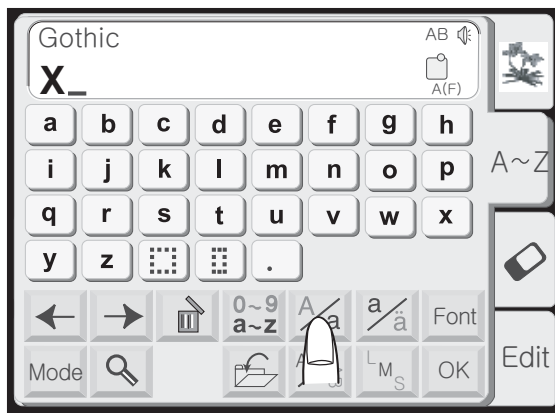 Gothic
AB
X_
A(F)
a b c d e f g h
i j k l m n o p
q r s t u v w x
y z .
0~9
a~z
A/a
a/ä
Font
Mode
L M S
OK
A~Z
Edit